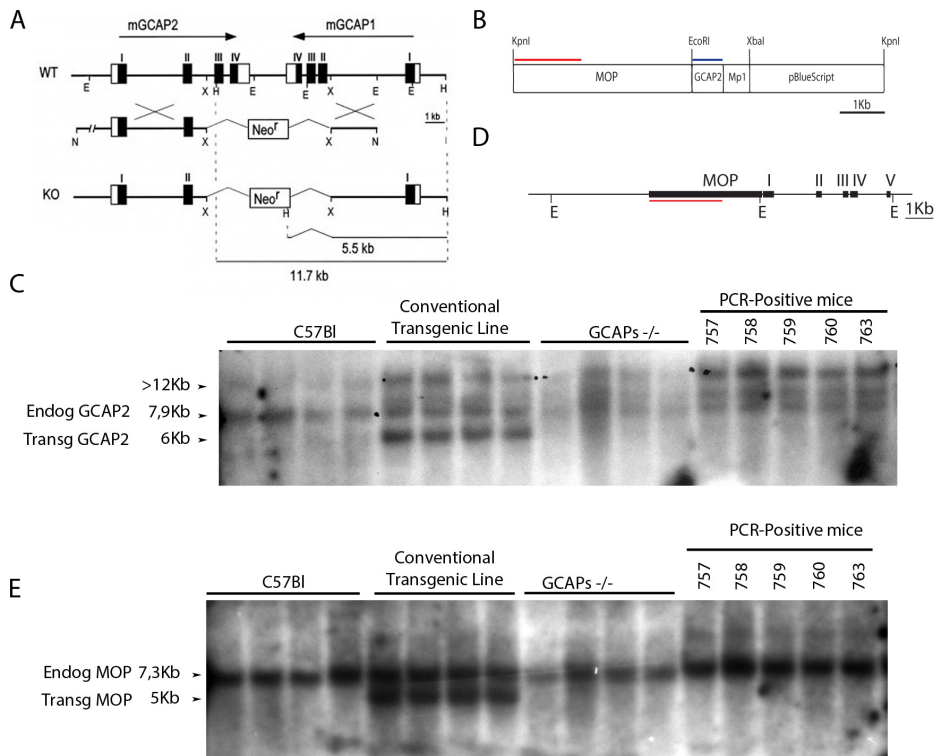 A
mGCAP2
mGCAP1
I II III IV IV III II I
WT
E X H E E E H
1 kb
Neoʳ
N X X N
KO
I II I
Neoʳ
X H X H
5.5 kb
11.7 kb
B
KpnI EcoRI XbaI KpnI
MOP GCAP2 Mp1 pBlueScript
1Kb
D
MOP I II III IV V
E E E
1Kb
C
C57Bl
Conventional
Transgenic Line
GCAPs -/-
PCR-Positive mice
757 758 759 760 763
>12Kb
Endog GCAP2 7,9Kb
Transg GCAP2 6Kb
E
C57Bl
Conventional
Transgenic Line
GCAPs -/-
PCR-Positive mice
757 758 759 760 763
Endog MOP 7,3Kb
Transg MOP 5Kb